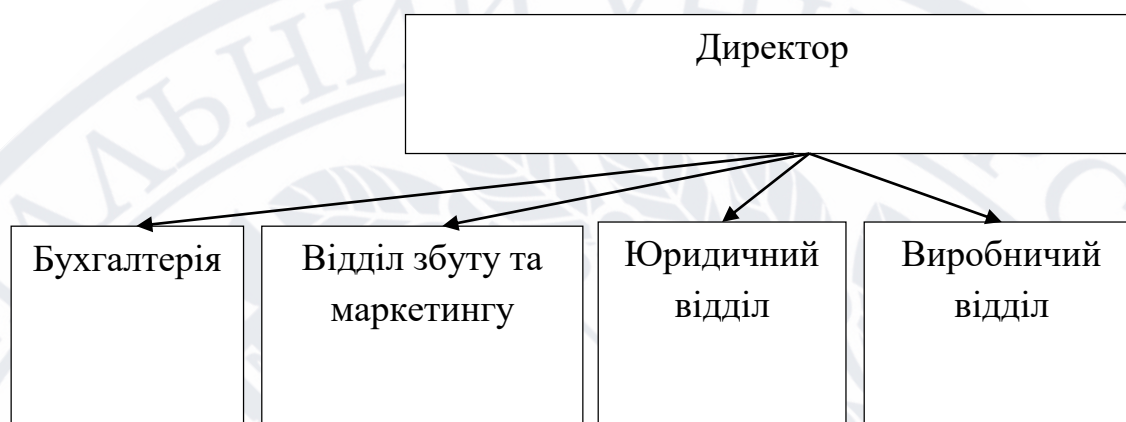 Директор
Бухгалтерія
Відділ збуту та
маркетингу
Юридичний
відділ
Виробничий
відділ